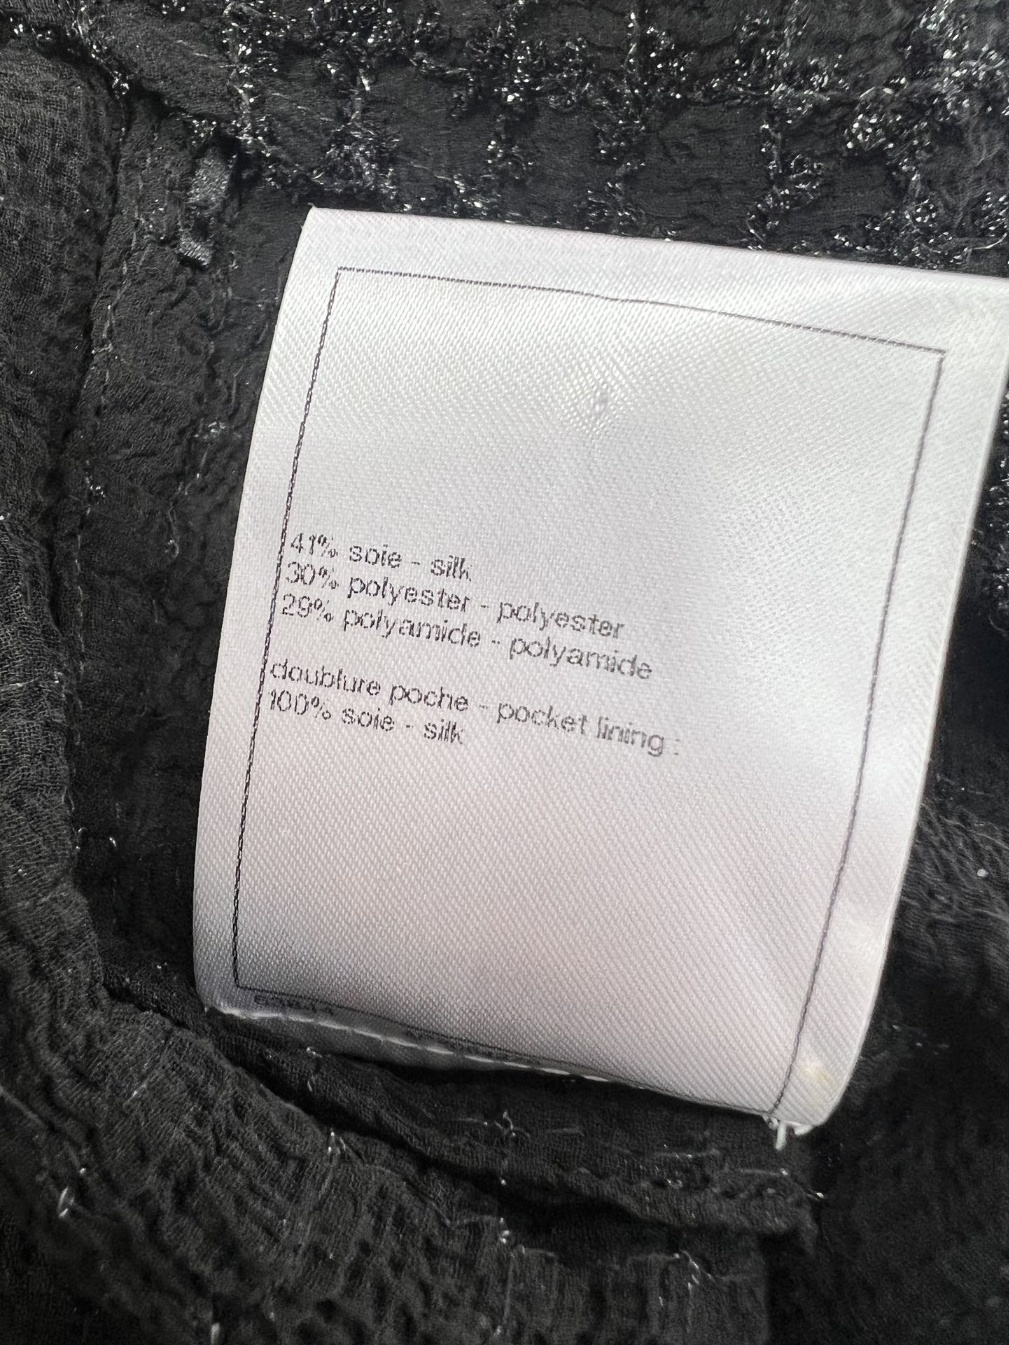 41% soie - silk
30% polyester - polyester
29% polyamide - polyamide
doublure poche - pocket lining :
100% soie - silk